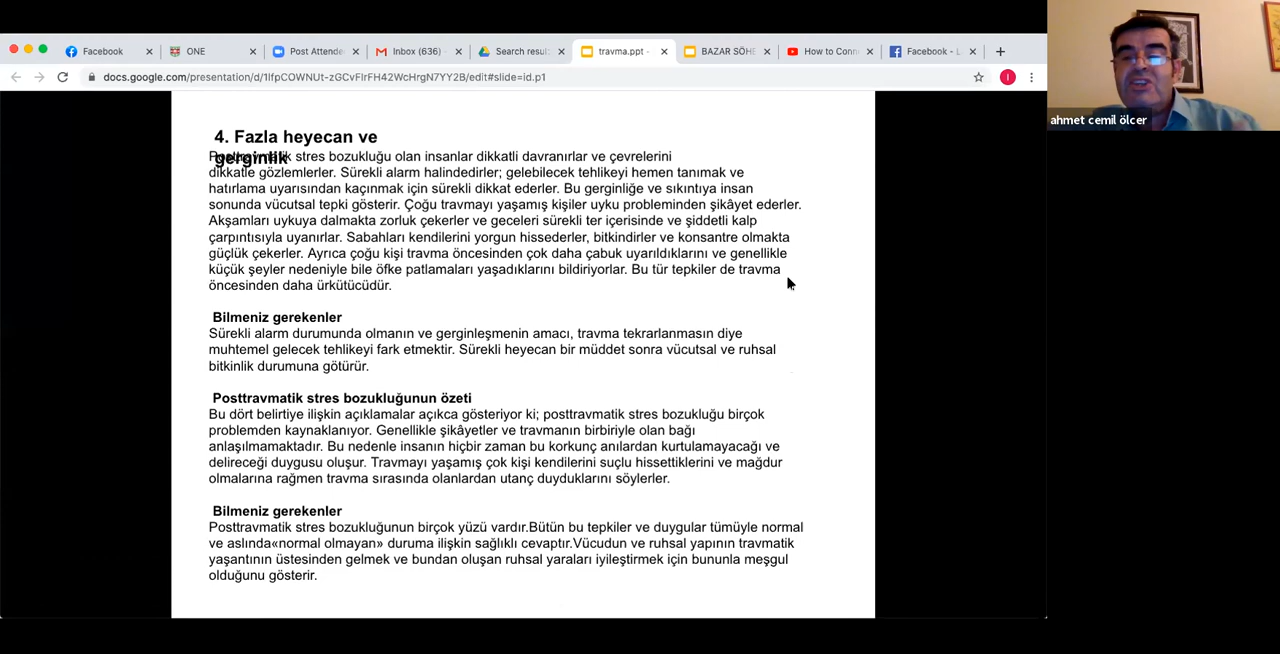 Facebook
ONE
Post Attende
Inbox (636)
Search resul
travma.ppt -
BAZAR SÖHE
How to Conn
Facebook - L
docs.google.com/presentation/d/1IfpCOWNUt-zGCvFIrFH42WcHrgN7YY2B/edit#slide=id.p1
ahmet cemil ölcer
4. Fazla heyecan ve
gerginlik
Posttravmatik stres bozukluğu olan insanlar dikkatli davranırlar ve çevrelerini
dikkatle gözlemlerler. Sürekli alarm halindedirler; gelebilecek tehlikeyi hemen tanımak ve
hatırlama uyarısından kaçınmak için sürekli dikkat ederler. Bu gerginliğe ve sıkıntıya insan
sonunda vücutsal tepki gösterir. Çoğu travmayı yaşamış kişiler uyku probleminden şikâyet ederler.
Akşamları uykuya dalmakta zorluk çekerler ve geceleri sürekli ter içerisinde ve şiddetli kalp
çarpıntısıyla uyanırlar. Sabahları kendilerini yorgun hissederler, bitkindirler ve konsantre olmakta
güçlük çekerler. Ayrıca çoğu kişi travma öncesinden çok daha çabuk uyarıldıklarını ve genellikle
küçük şeyler nedeniyle bile öfke patlamaları yaşadıklarını bildiriyorlar. Bu tür tepkiler de travma
öncesinden daha ürkütücüdür.
Bilmeniz gerekenler
Sürekli alarm durumunda olmanın ve gerginleşmenin amacı, travma tekrarlanmasın diye
muhtemel gelecek tehlikeyi fark etmektir. Sürekli heyecan bir müddet sonra vücutsal ve ruhsal
bitkinlik durumuna götürür.
Posttravmatik stres bozukluğunun özeti
Bu dört belirtiye ilişkin açıklamalar açıkca gösteriyor ki; posttravmatik stres bozukluğu birçok
problemden kaynaklanıyor. Genellikle şikâyetler ve travmanın birbiriyle olan bağı
anlaşılmamaktadır. Bu nedenle insanın hiçbir zaman bu korkunç anılardan kurtulamayacağı ve
delireceği duygusu oluşur. Travmayı yaşamış çok kişi kendilerini suçlu hissettiklerini ve mağdur
olmalarına rağmen travma sırasında olanlardan utanç duyduklarını söylerler.
Bilmeniz gerekenler
Posttravmatik stres bozukluğunun birçok yüzü vardır.Bütün bu tepkiler ve duygular tümüyle normal
ve aslında«normal olmayan» duruma ilişkin sağlıklı cevaptır.Vücudun ve ruhsal yapının travmatik
yaşantının üstesinden gelmek ve bundan oluşan ruhsal yaraları iyileştirmek için bununla meşgul
olduğunu gösterir.